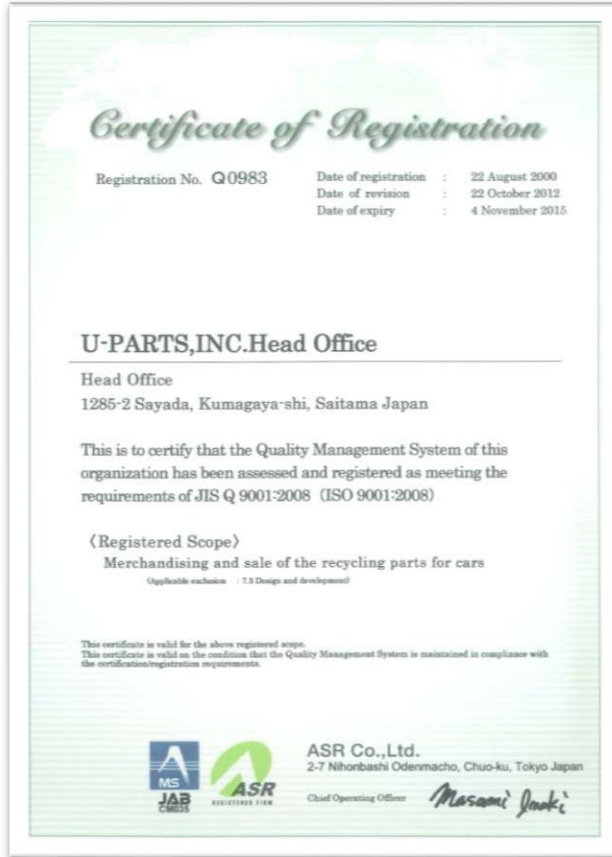 Certificate of Registration
Registration No. Q0983
Date of registration : 22 August 2000
Date of revision : 22 October 2012
Date of expiry : 4 November 2015
U-PARTS,INC.Head Office
Head Office
1285-2 Sayada, Kumagaya-shi, Saitama Japan
This is to certify that the Quality Management System of this
organization has been assessed and registered as meeting the
requirements of JIS Q 9001:2008 (ISO 9001:2008)
〈Registered Scope〉
Merchandising and sale of the recycling parts for cars
(Applicable exclusion : 7.3 Design and development)
This certificate is valid for the above registered scope.
This certificate is valid on the condition that the Quality Management System is maintained in compliance with
the certification/registration requirements.
MS
JAB
CM035
ASR
REGISTERED FIRM
ASR Co.,Ltd.
2-7 Nihonbashi Odenmacho, Chuo-ku, Tokyo Japan
Chief Operating Officer Masami Inoki